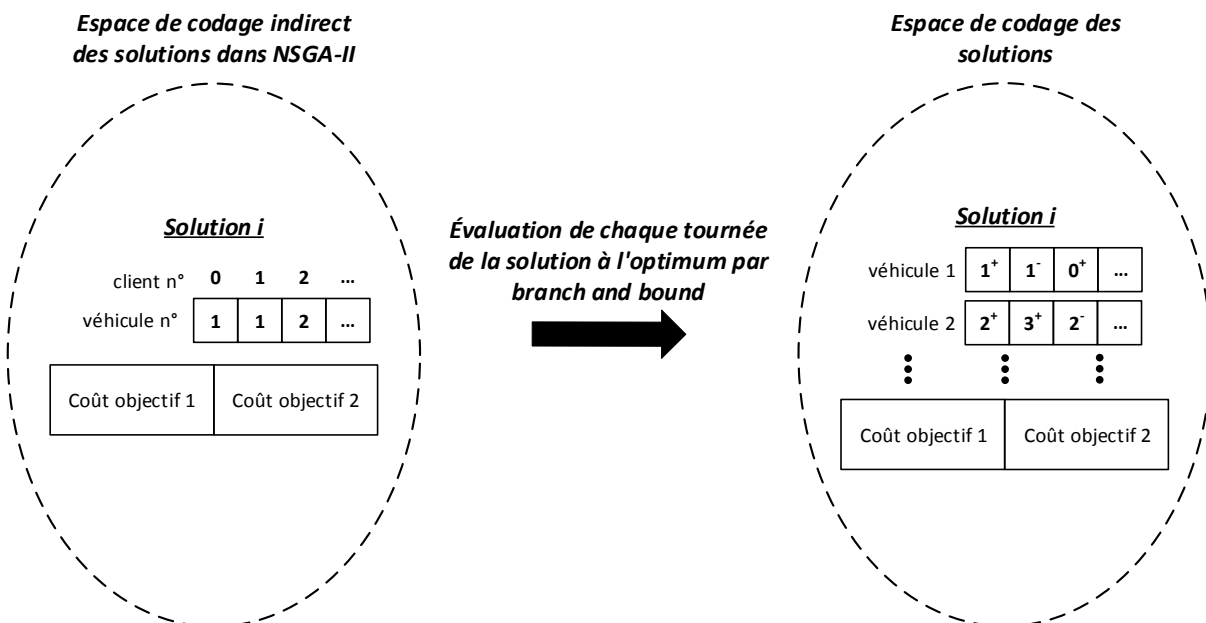 Espace de codage indirect
des solutions dans NSGA-II
Solution i
client n° 0 1 2 ...
véhicule n° 1 1 2 ...
Coût objectif 1 Coût objectif 2
Évaluation de chaque tournée
de la solution à l'optimum par
branch and bound
Espace de codage des
solutions
Solution i
véhicule 1 1⁺ 1⁻ 0⁺ ...
véhicule 2 2⁺ 3⁺ 2⁻ ...
Coût objectif 1 Coût objectif 2